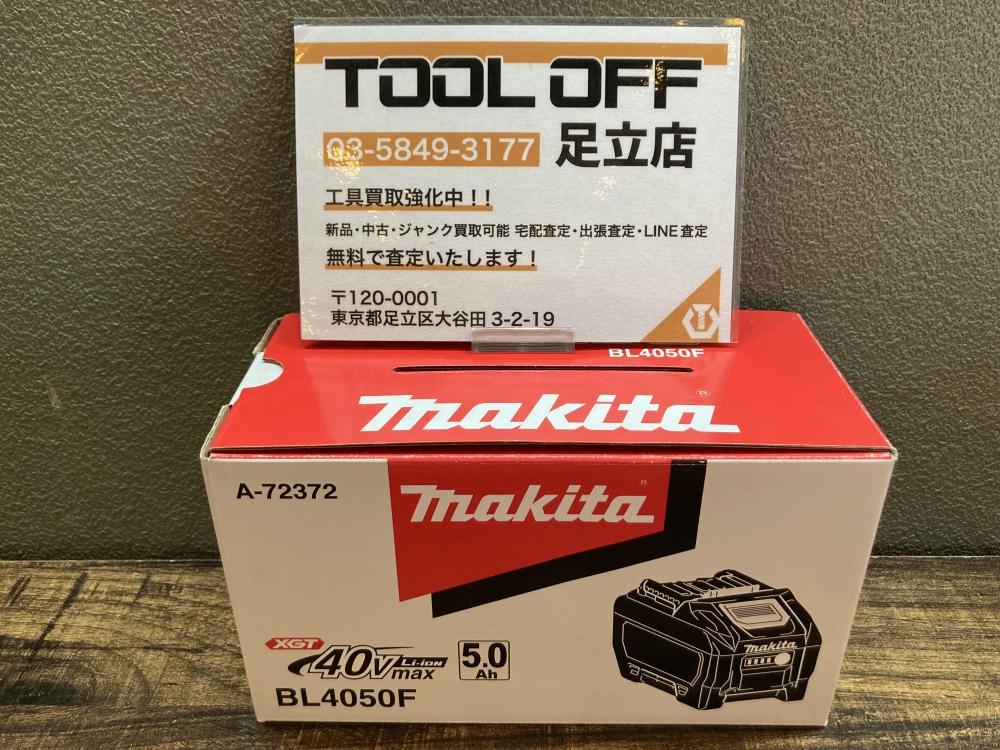 TOOL OFF
03-5849-3177 足立店
工具買取強化中！！
新品・中古・ジャンク買取可能 宅配査定・出張査定・LINE査定
無料で査定いたします！
〒120-0001
東京都足立区大谷田 3-2-19
BL4050F
makita®
A-72372
makita®
XGT
40Vmax Li-ion 5.0 Ah
BL4050F
makita